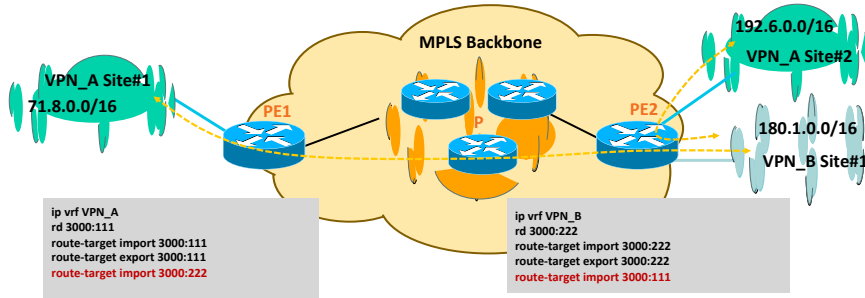 MPLS Backbone
VPN_A Site#1
71.8.0.0/16
PE1
P
PE2
192.6.0.0/16
VPN_A Site#2
180.1.0.0/16
VPN_B Site#1
ip vrf VPN_A
rd 3000:111
route-target import 3000:111
route-target export 3000:111
route-target import 3000:222
ip vrf VPN_B
rd 3000:222
route-target import 3000:222
route-target export 3000:222
route-target import 3000:111